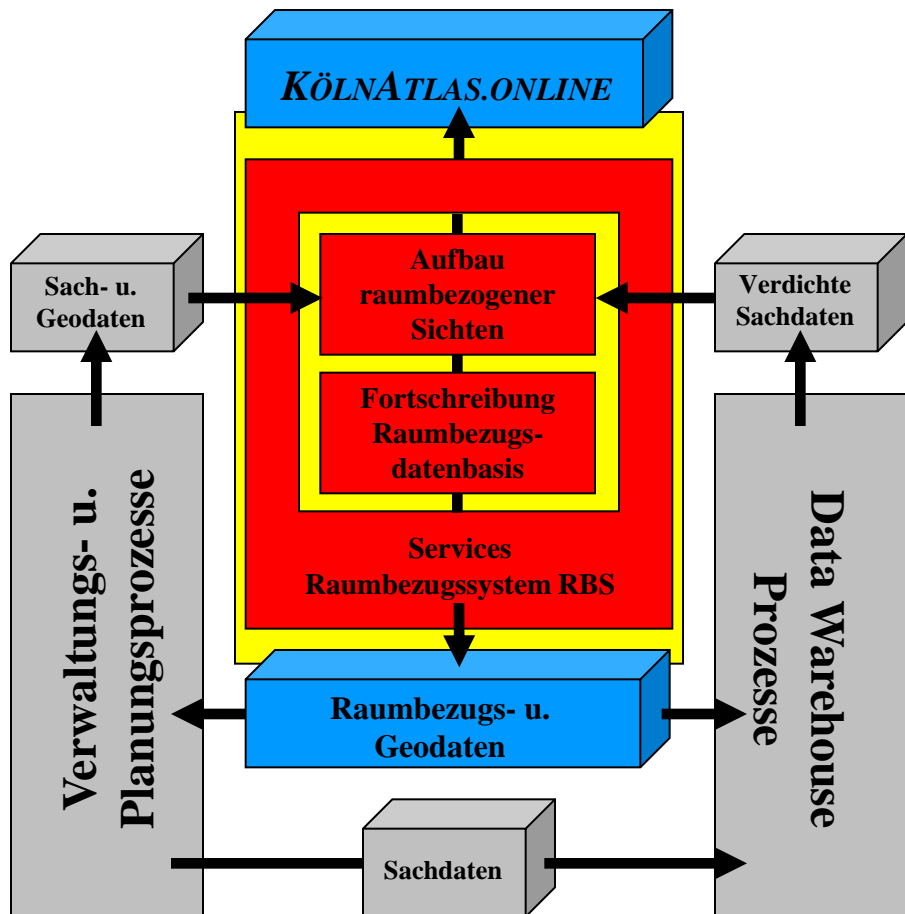 KÖLNATLAS.ONLINE
Sach- u.
Geodaten
Aufbau
raumbezogener
Sichten
Verdichte
Sachdaten
Fortschreibung
Raumbezugs-
datenbasis
Services
Raumbezugssystem RBS
Verwaltungs- u.
Planungsprozesse
Data Warehouse
Prozesse
Raumbezugs- u.
Geodaten
Sachdaten